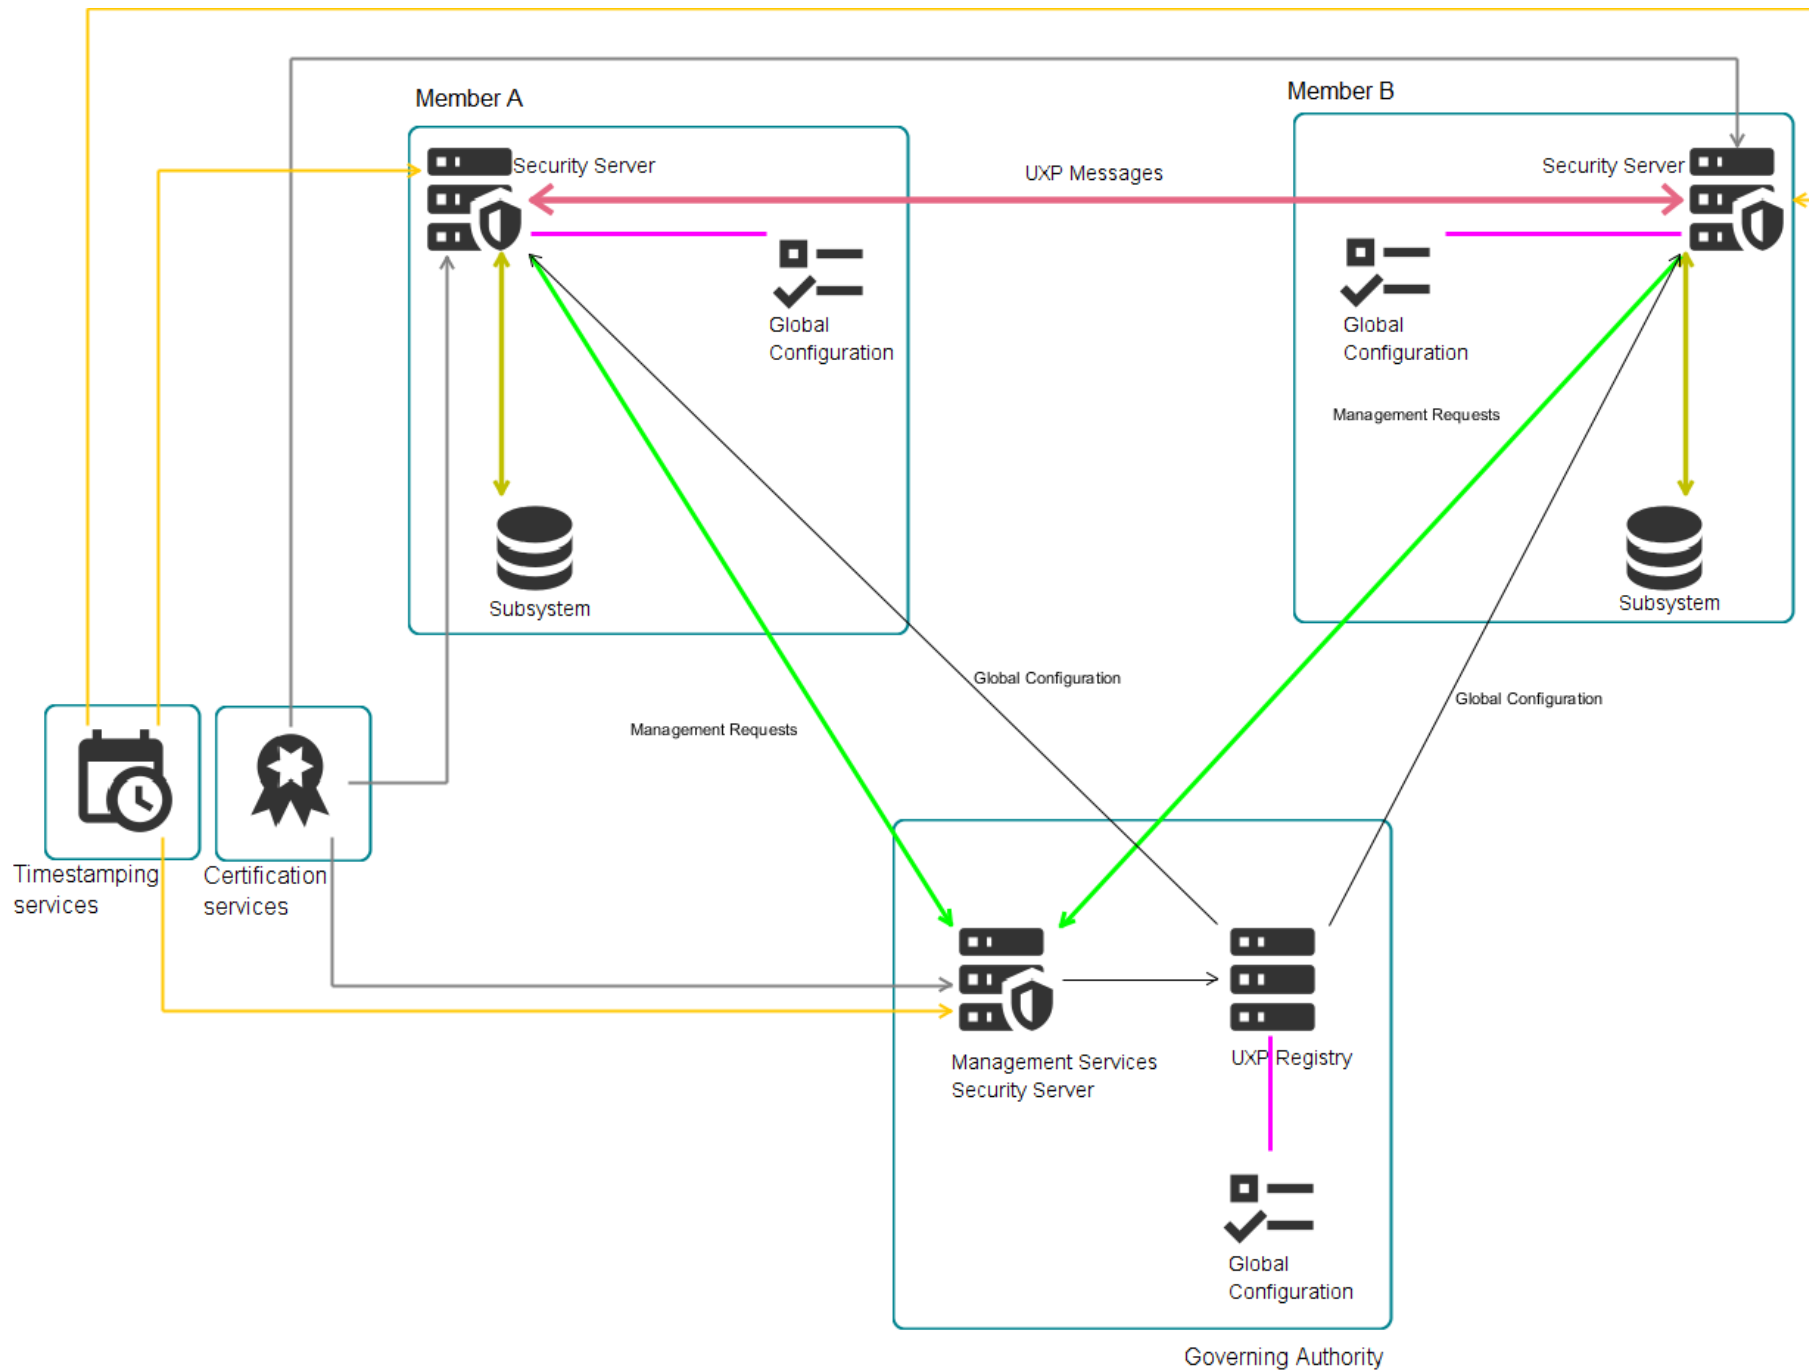 Member A
Member B
Security Server
UXP Messages
Security Server
Global
Configuration
Global
Configuration
Management Requests
Subsystem
Subsystem
Global Configuration
Global Configuration
Management Requests
Timestamping
services
Certification
services
Management Services
Security Server
UXP Registry
Global
Configuration
Governing Authority